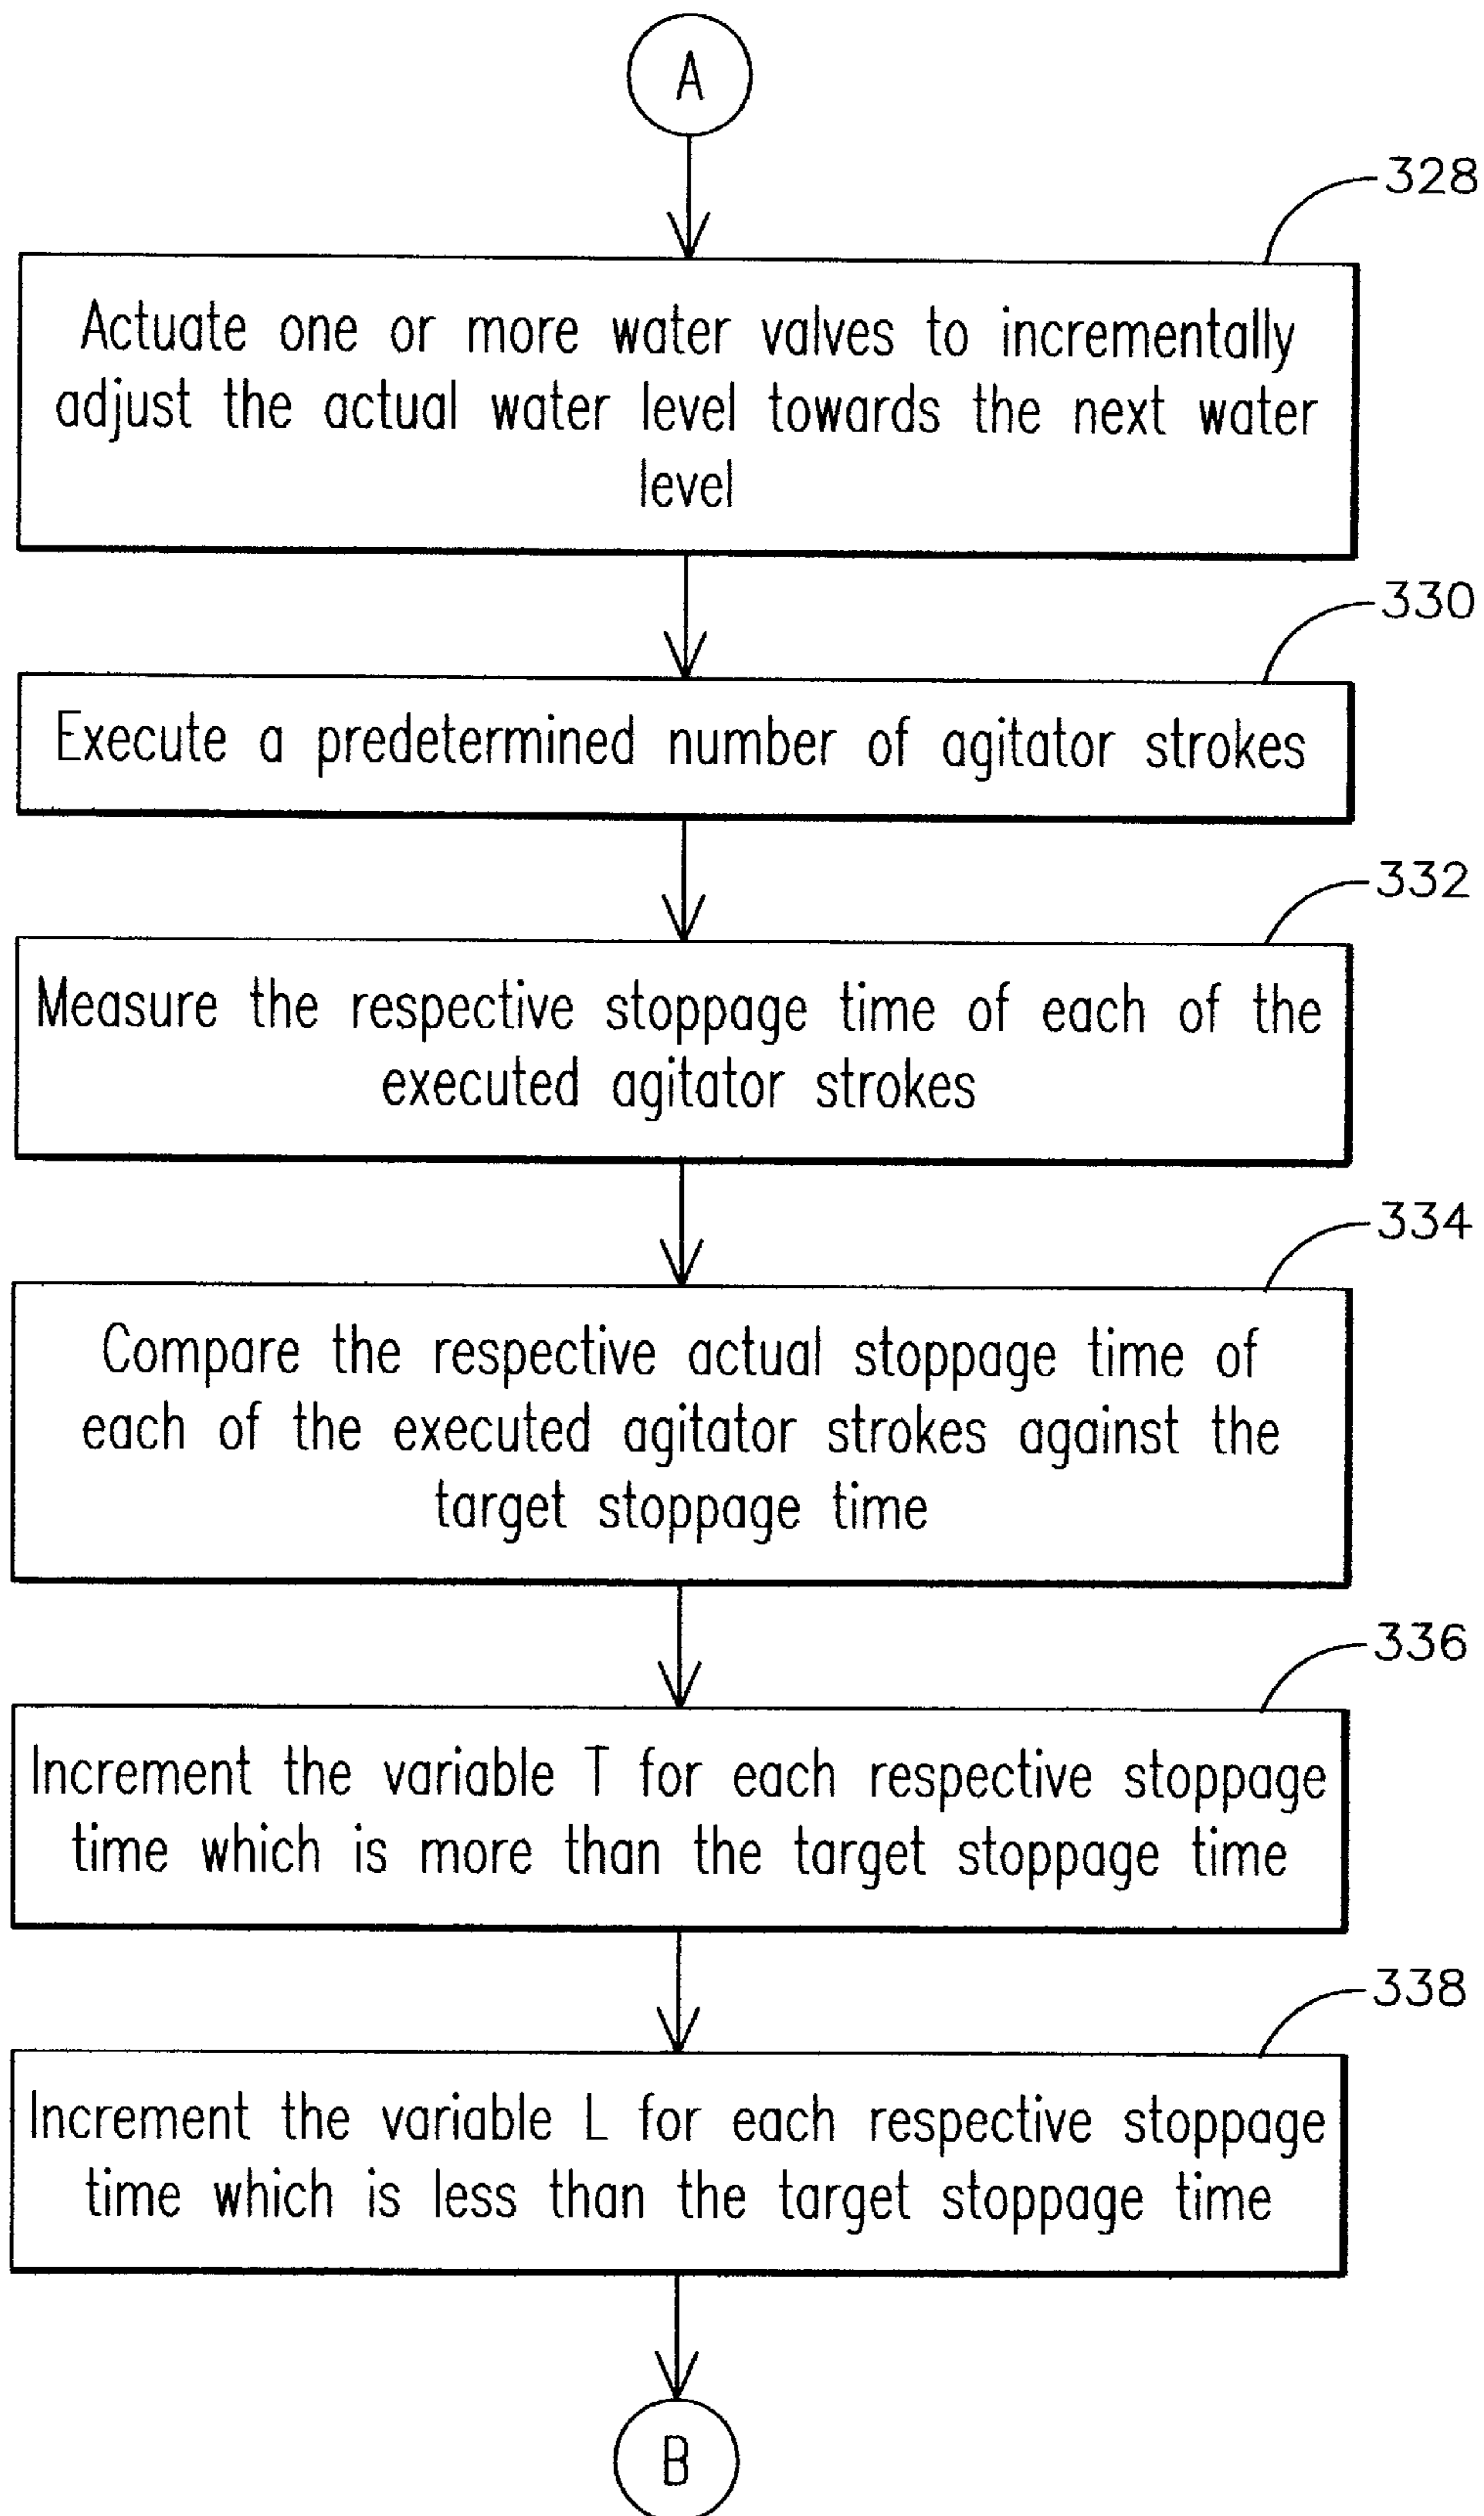 A
328
Actuate one or more water valves to incrementally
adjust the actual water level towards the next water
level
330
Execute a predetermined number of agitator strokes
332
Measure the respective stoppage time of each of the
executed agitator strokes
334
Compare the respective actual stoppage time of
each of the executed agitator strokes against the
target stoppage time
336
Increment the variable T for each respective stoppage
time which is more than the target stoppage time
338
Increment the variable L for each respective stoppage
time which is less than the target stoppage time
B